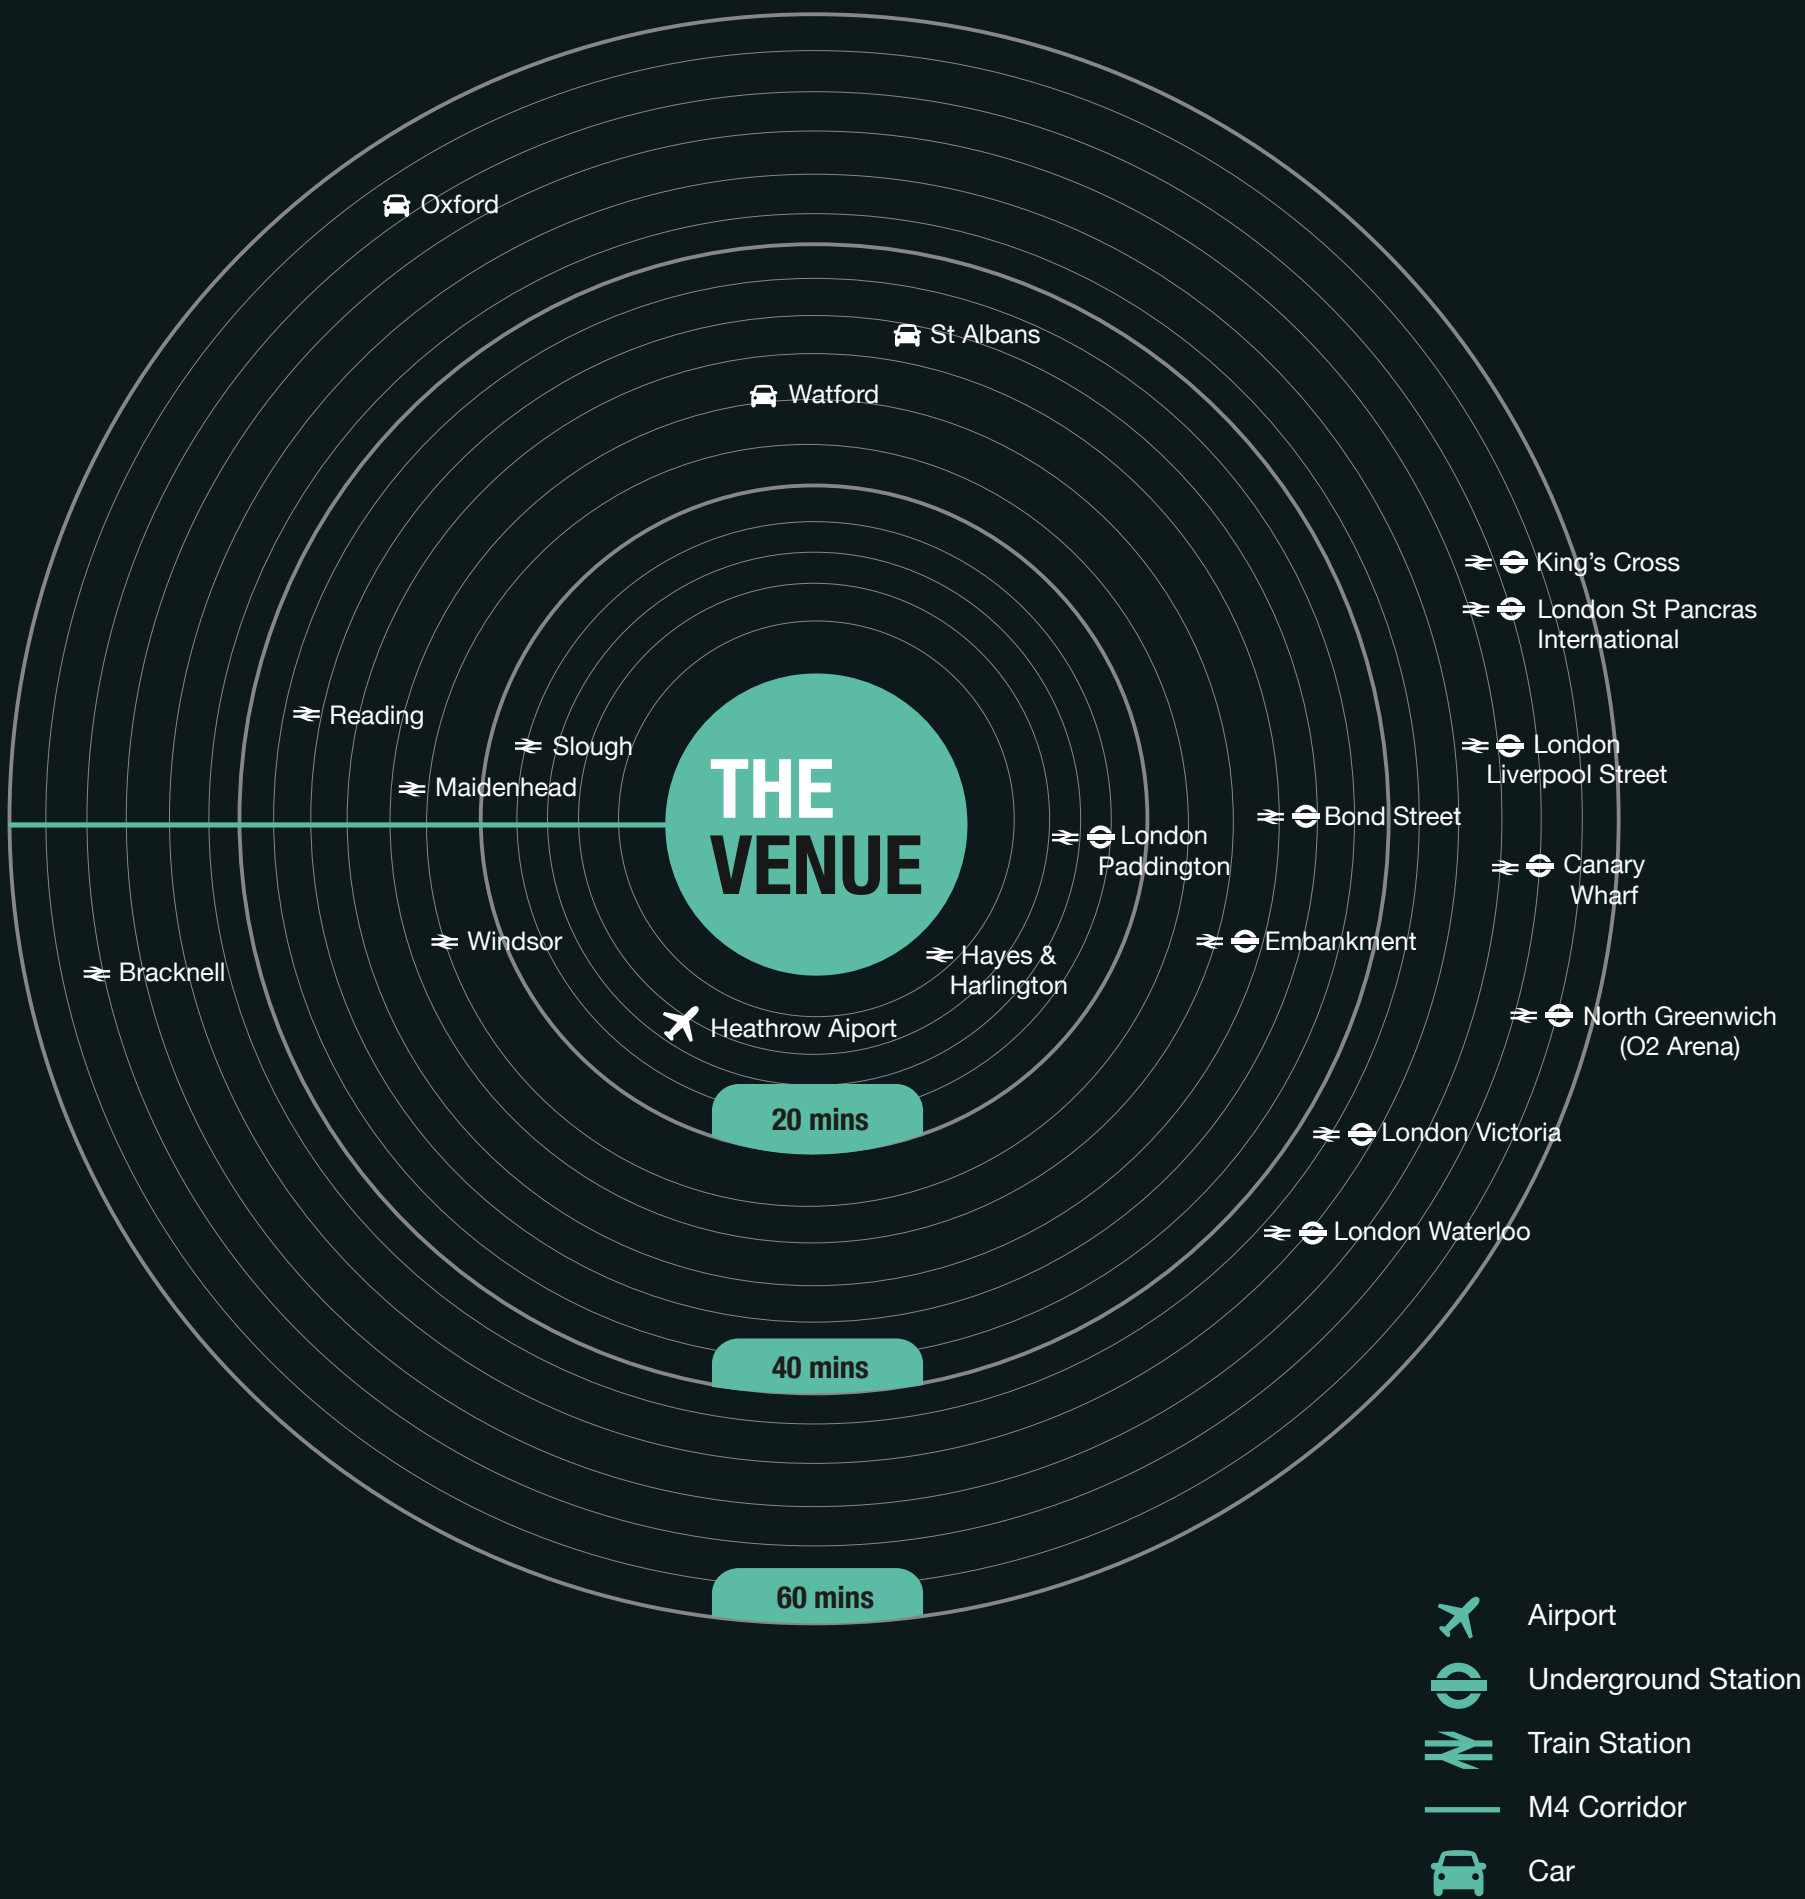 Oxford
St Albans
Watford
King's Cross
London St Pancras
International
Reading
Slough
Maidenhead
London
Liverpool Street
THE
VENUE
Bond Street
London
Paddington
Canary
Wharf
Windsor
Embankment
Hayes &
Harlington
Bracknell
Heathrow Aiport
North Greenwich
(O2 Arena)
20 mins
London Victoria
London Waterloo
40 mins
60 mins
Airport
Underground Station
Train Station
M4 Corridor
Car